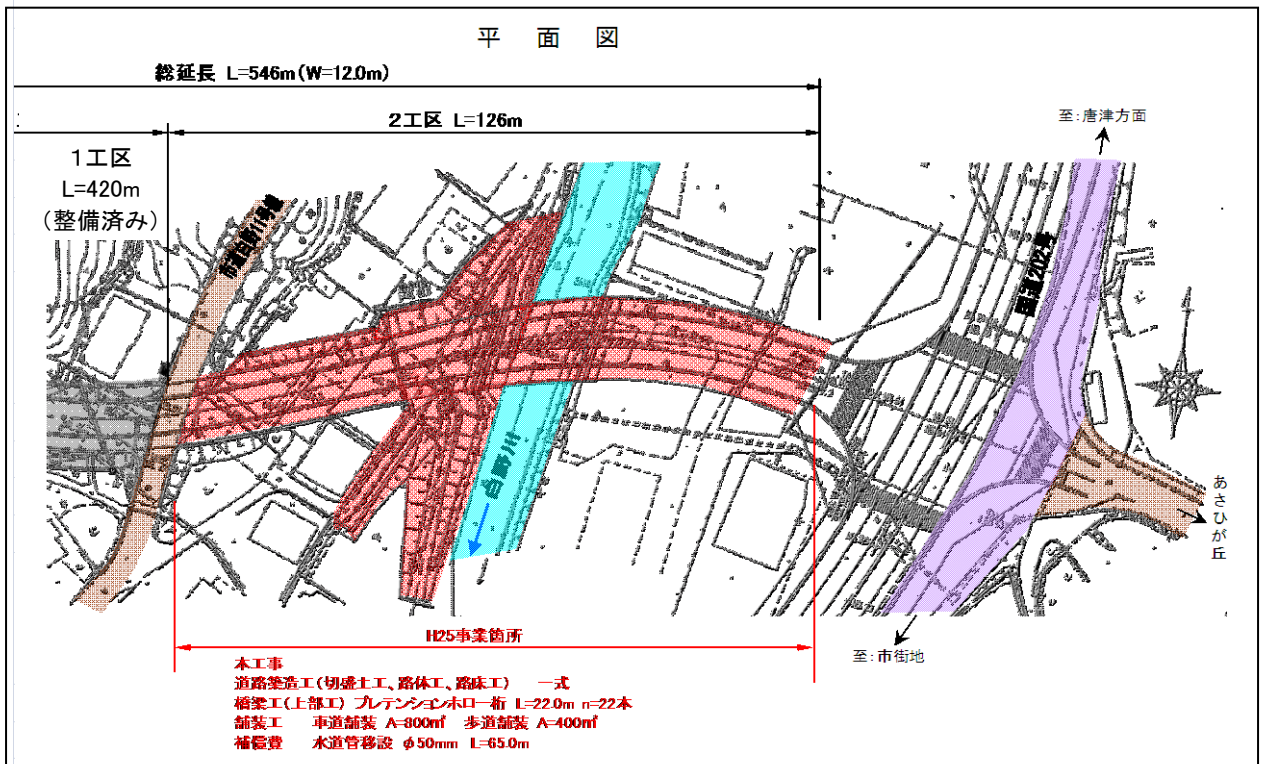 平 面 図
総延長 L=546m(W=12.0m)
2工区 L=126m
1工区
L=420m
(整備済み)
至:唐津方面
国道202号
白野川
あさひが丘
至:市街地
H25事業箇所
本工事
道路築造工(切盛土工、路体工、路床工) 一式
橋梁工(上部工) プレテンションホロー桁 L=22.0m n=22本
舗装工 車道舗装 A=800㎡ 歩道舗装 A=400㎡
補償費 水道管移設 φ50mm L=65.0m